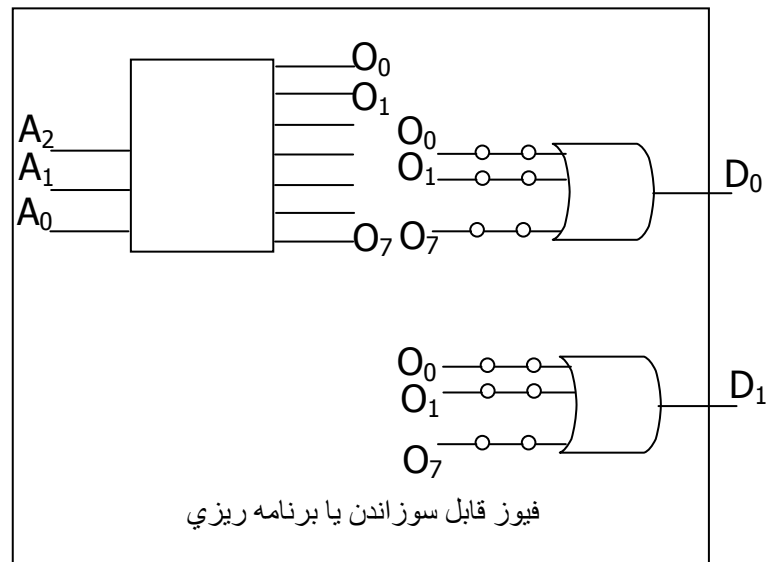 O₀
O₁
A₂
A₁
A₀
O₇
O₀
O₁
O₇
D₀
O₀
O₁
O₇
D₁
فيوز قابل سوزاندن يا برنامه ريزي